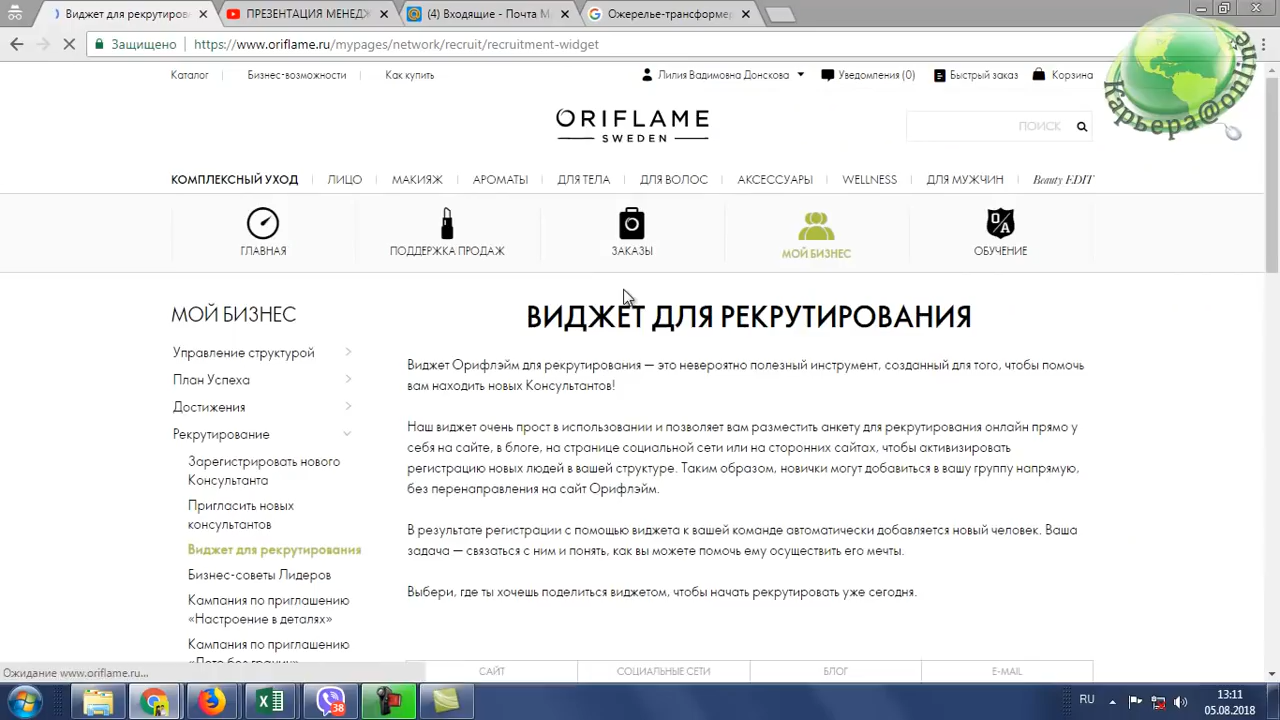 Виджет для рекрутиров
ПРЕЗЕНТАЦИЯ МЕНЕДЖ
(4) Входящие - Почта М
Ожерелье-трансформер
Защищено
https://www.oriflame.ru/mypages/network/recruit/recruitment-widget
Каталог
Бизнес-возможности
Как купить
Лилия Вадимовна Донскова
Уведомления (0)
Быстрый заказ
Корзина
Карьера@online
ORIFLAME
SWEDEN
ПОИСК
КОМПЛЕКСНЫЙ УХОД
ЛИЦО
МАКИЯЖ
АРОМАТЫ
ДЛЯ ТЕЛА
ДЛЯ ВОЛОС
АКСЕССУАРЫ
WELLNESS
ДЛЯ МУЖЧИН
Beauty EDIT
O/A
ГЛАВНАЯ
ПОДДЕРЖКА ПРОДАЖ
ЗАКАЗЫ
МОЙ БИЗНЕС
ОБУЧЕНИЕ
МОЙ БИЗНЕС
Управление структурой
План Успеха
Достижения
Рекрутирование
Зарегистрировать нового
Консультанта
Пригласить новых
консультантов
Виджет для рекрутирования
Бизнес-советы Лидеров
Кампания по приглашению
«Настроение в деталях»
Кампания по приглашению
ВИДЖЕТ ДЛЯ РЕКРУТИРОВАНИЯ
Виджет Орифлэйм для рекрутирования — это невероятно полезный инструмент, созданный для того, чтобы помочь
вам находить новых Консультантов!
Наш виджет очень прост в использовании и позволяет вам разместить анкету для рекрутирования онлайн прямо у
себя на сайте, в блоге, на странице социальной сети или на сторонних сайтах, чтобы активизировать
регистрацию новых людей в вашей структуре. Таким образом, новички могут добавиться в вашу группу напрямую,
без перенаправления на сайт Орифлэйм.
В результате регистрации с помощью виджета к вашей команде автоматически добавляется новый человек. Ваша
задача — связаться с ним и понять, как вы можете помочь ему осуществить его мечты.
Выбери, где ты хочешь поделиться виджетом, чтобы начать рекрутировать уже сегодня.
САЙТ
СОЦИАЛЬНЫЕ СЕТИ
БЛОГ
E-MAIL
Ожидание www.oriflame.ru...
38
RU
13:11
05.08.2018